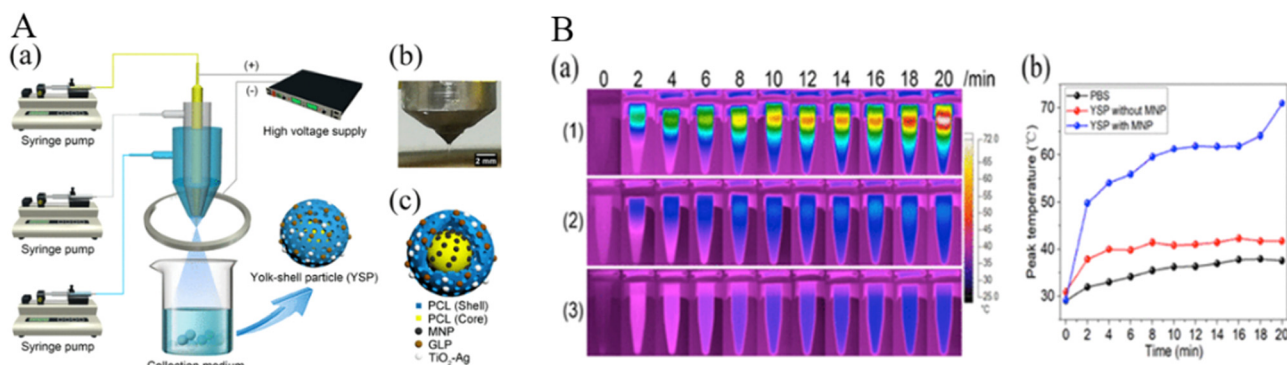 A
(a)
Syringe pump
Syringe pump
Syringe pump
(+)
(-)
High voltage supply
Yolk-shell particle (YSP)
Collection medium
(b)
2 mm
(c)
PCL (Shell)
PCL (Core)
MNP
GLP
TiO2-Ag
B
(a)
0 2 4 6 8 10 12 14 16 18 20 /min
(1)
(2)
(3)
72.0
65
60
55
50
45
40
35
30
25.0
°C
(b)
PBS
YSP without MNP
YSP with MNP
Peak temperature (℃)
70
60
50
40
30
0 2 4 6 8 10 12 14 16 18 20
Time (min)